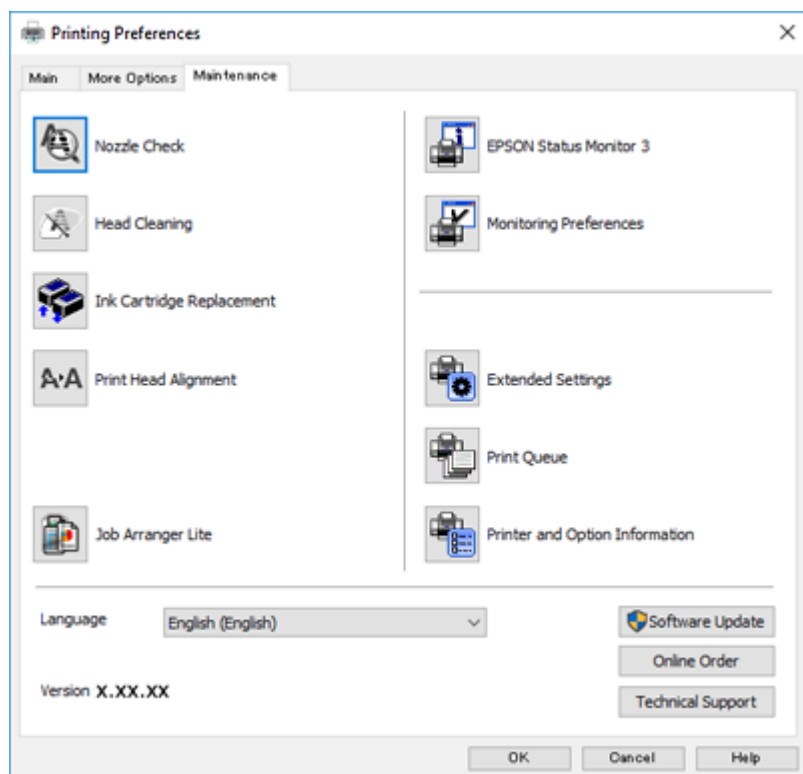 Printing Preferences
Main More Options Maintenance
Nozzle Check
Head Cleaning
Ink Cartridge Replacement
A·A Print Head Alignment
Job Arranger Lite
EPSON Status Monitor 3
Monitoring Preferences
Extended Settings
Print Queue
Printer and Option Information
Language English (English)
Version X.XX.XX
Software Update
Online Order
Technical Support
OK Cancel Help